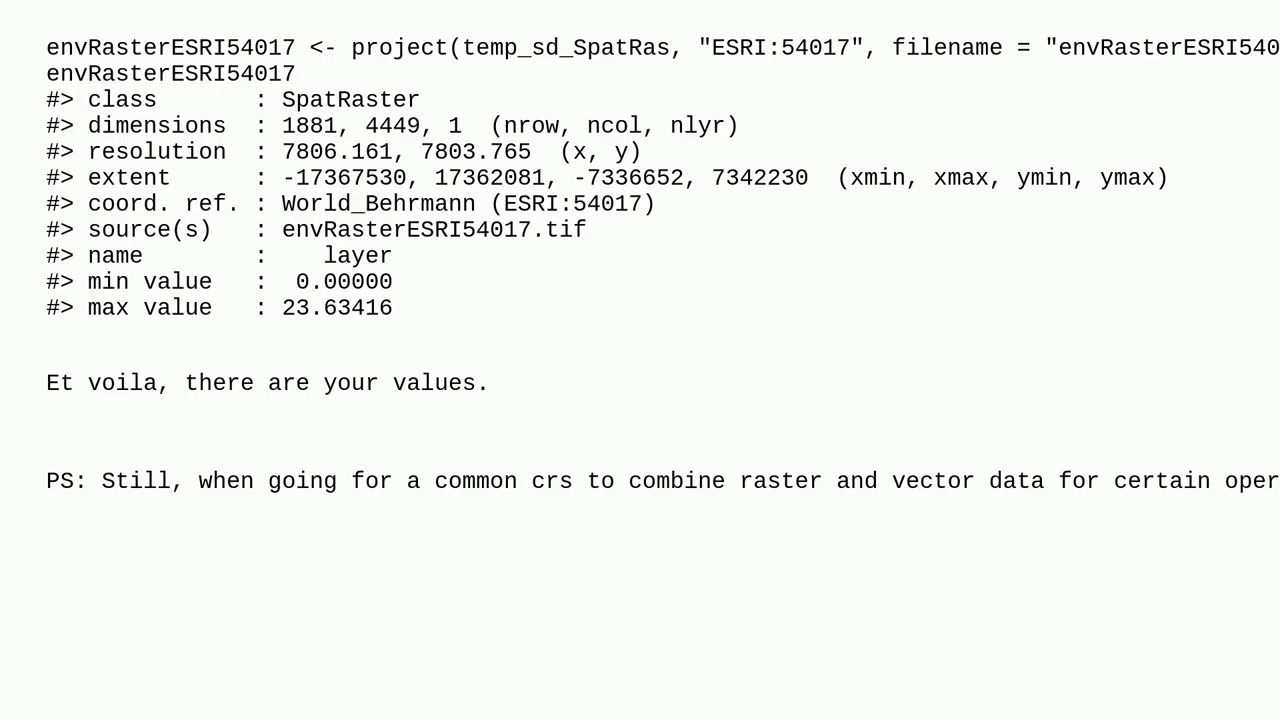 envRasterESRI54017 <- project(temp_sd_SpatRas, "ESRI:54017", filename = "envRasterESRI540
envRasterESRI54017
#> class       : SpatRaster
#> dimensions  : 1881, 4449, 1  (nrow, ncol, nlyr)
#> resolution  : 7806.161, 7803.765  (x, y)
#> extent      : -17367530, 17362081, -7336652, 7342230  (xmin, xmax, ymin, ymax)
#> coord. ref. : World_Behrmann (ESRI:54017)
#> source(s)   : envRasterESRI54017.tif
#> name        :    layer
#> min value   :  0.00000
#> max value   : 23.63416
Et voila, there are your values.
PS: Still, when going for a common crs to combine raster and vector data for certain oper